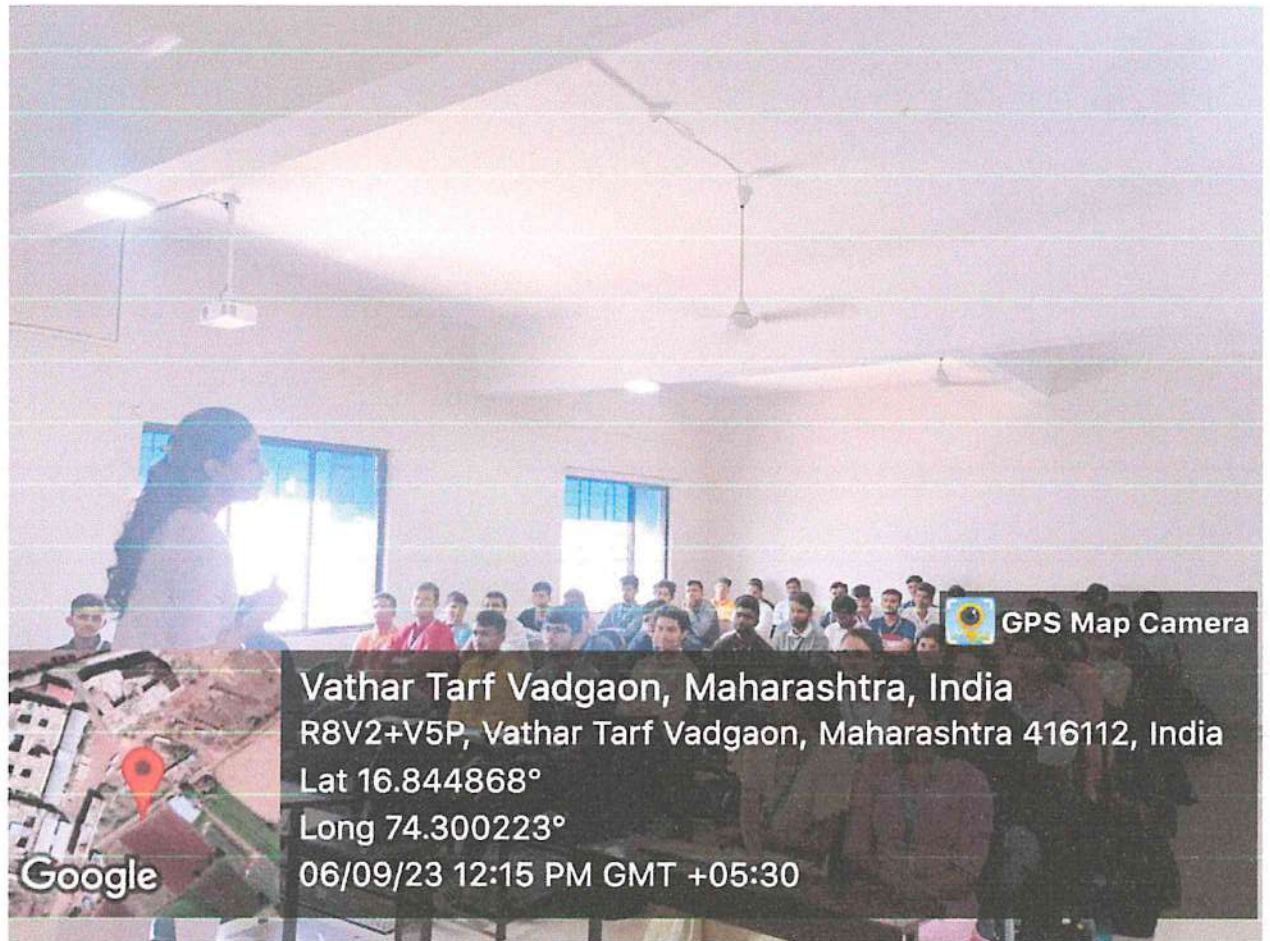 GPS Map Camera
Vathar Tarf Vadgaon, Maharashtra, India
R8V2+V5P, Vathar Tarf Vadgaon, Maharashtra 416112, India
Lat 16.844868°
Long 74.300223°
06/09/23 12:15 PM GMT +05:30
Google